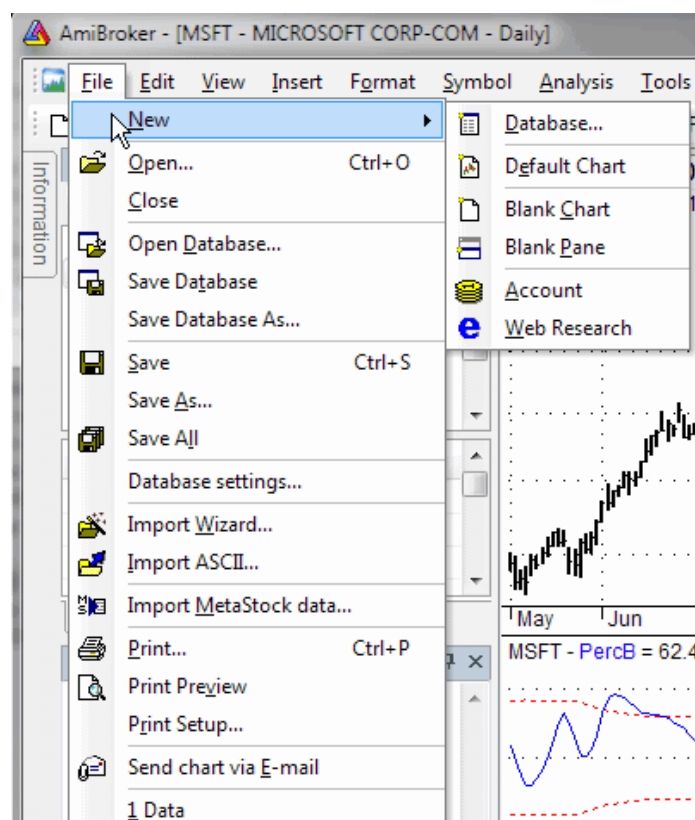 AmiBroker - [MSFT - MICROSOFT CORP-COM - Daily]
File Edit View Insert Format Symbol Analysis Tools
Information
New
Open... Ctrl+O
Close
Open Database...
Save Database
Save Database As...
Save Ctrl+S
Save As...
Save All
Database settings...
Import Wizard...
Import ASCII...
Import MetaStock data...
Print... Ctrl+P
Print Preview
Print Setup...
Send chart via E-mail
1 Data
Database...
Default Chart
Blank Chart
Blank Pane
Account
Web Research
May Jun
MSFT - PercB = 62.4